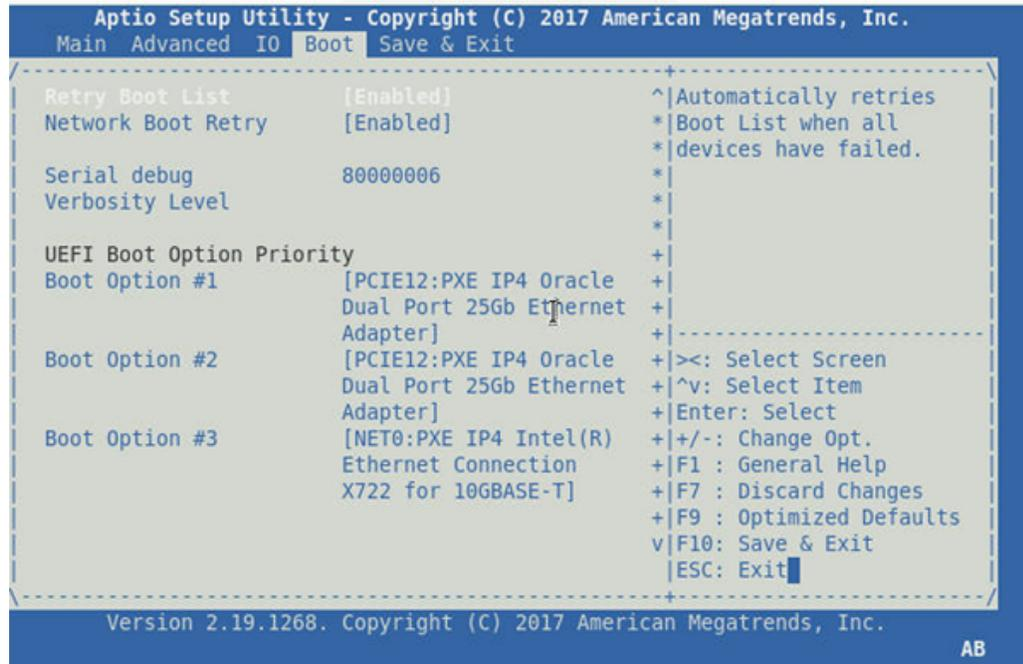 Aptio Setup Utility - Copyright (C) 2017 American Megatrends, Inc.
Main Advanced IO Boot Save & Exit
/-----------------------------------------------------+-------------------------\
| Retry Boot List [Enabled] ^|Automatically retries |
| Network Boot Retry [Enabled] *|Boot List when all |
| *|devices have failed. |
| Serial debug 80000006 *| |
| Verbosity Level *| |
| *| |
| UEFI Boot Option Priority +| |
| Boot Option #1 [PCIE12:PXE IP4 Oracle +| |
| Dual Port 25Gb Ethernet +| |
| Adapter] +|-------------------------|
| Boot Option #2 [PCIE12:PXE IP4 Oracle +|><: Select Screen |
| Dual Port 25Gb Ethernet +|^v: Select Item |
| Adapter] +|Enter: Select |
| Boot Option #3 [NET0:PXE IP4 Intel(R) +|+/-: Change Opt. |
| Ethernet Connection +|F1 : General Help |
| X722 for 10GBASE-T] +|F7 : Discard Changes |
| +|F9 : Optimized Defaults |
| v|F10: Save & Exit |
| |ESC: Exit |
\-----------------------------------------------------+-------------------------/
Version 2.19.1268. Copyright (C) 2017 American Megatrends, Inc.
AB